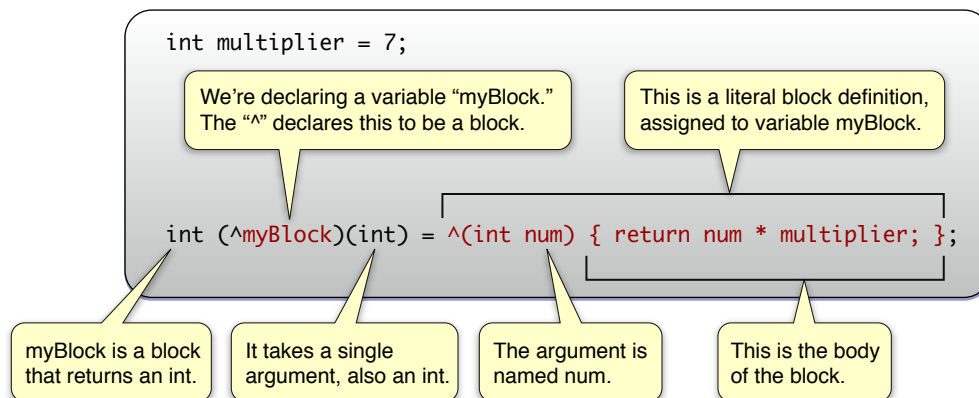 int multiplier = 7;
We're declaring a variable “myBlock.”
The “^” declares this to be a block.
This is a literal block definition,
assigned to variable myBlock.
int (^myBlock)(int) = ^(int num) { return num * multiplier; };
myBlock is a block
that returns an int.
It takes a single
argument, also an int.
The argument is
named num.
This is the body
of the block.